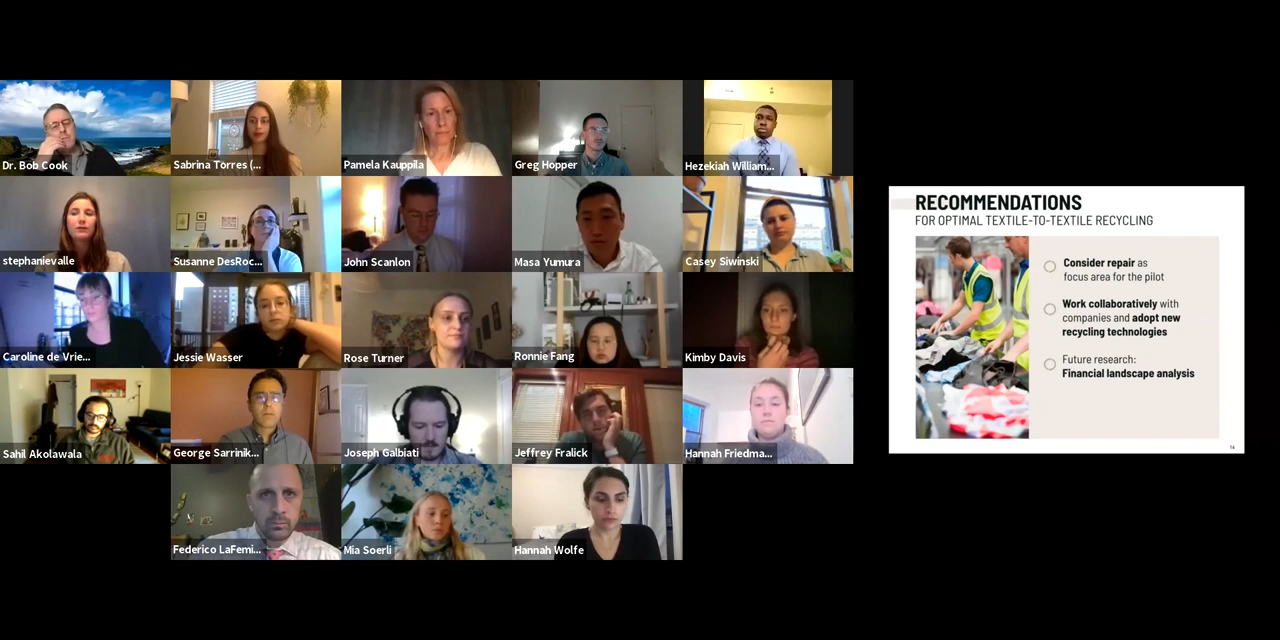 Dr. Bob Cook
Sabrina Torres (...
Pamela Kauppila
Greg Hopper
Hezekiah William...
stephanievalle
Susanne DesRoc...
John Scanlon
Masa Yumura
Casey Siwinski
Caroline de Vrie...
Jessie Wasser
Rose Turner
Ronnie Fang
Kimby Davis
Sahil Akolawala
George Sarrinik...
Joseph Galbiati
Jeffrey Fralick
Hannah Friedma...
Federico LaFemi...
Mia Soerli
Hannah Wolfe
RECOMMENDATIONS
FOR OPTIMAL TEXTILE-TO-TEXTILE RECYCLING
Consider repair as
focus area for the pilot
Work collaboratively with
companies and adopt new
recycling technologies
Future research:
Financial landscape analysis